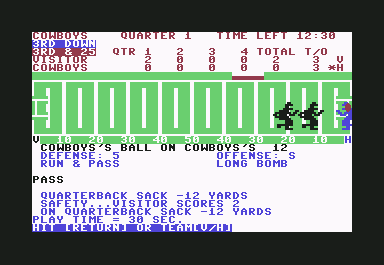 COWBOYS QUARTER 1 TIME LEFT 12:30
3RD DOWN
3RD & 25 QTR 1 2 3 4 TOTAL T/O
VISITOR 2 0 0 0 2 3 V
COWBOYS 0 0 0 0 0 3 *H
V 10 20 30 40 50 40 30 20 10 H
COWBOYS'S BALL ON COWBOYS'S 12
DEFENSE: 5 OFFENSE: S
RUN & PASS LONG BOMB
PASS
QUARTERBACK SACK -12 YARDS
SAFETY...VISITOR SCORES 2
ON QUARTERBACK SACK -12 YARDS
PLAY TIME = 30 SEC.
HIT [RETURN] OR TEAM[V/H]